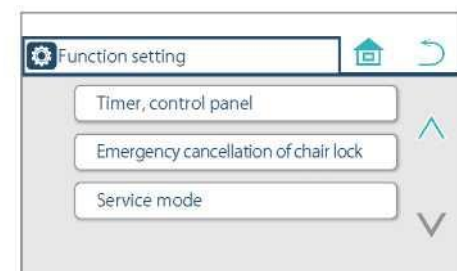 Function setting
Timer, control panel
Emergency cancellation of chair lock
Service mode